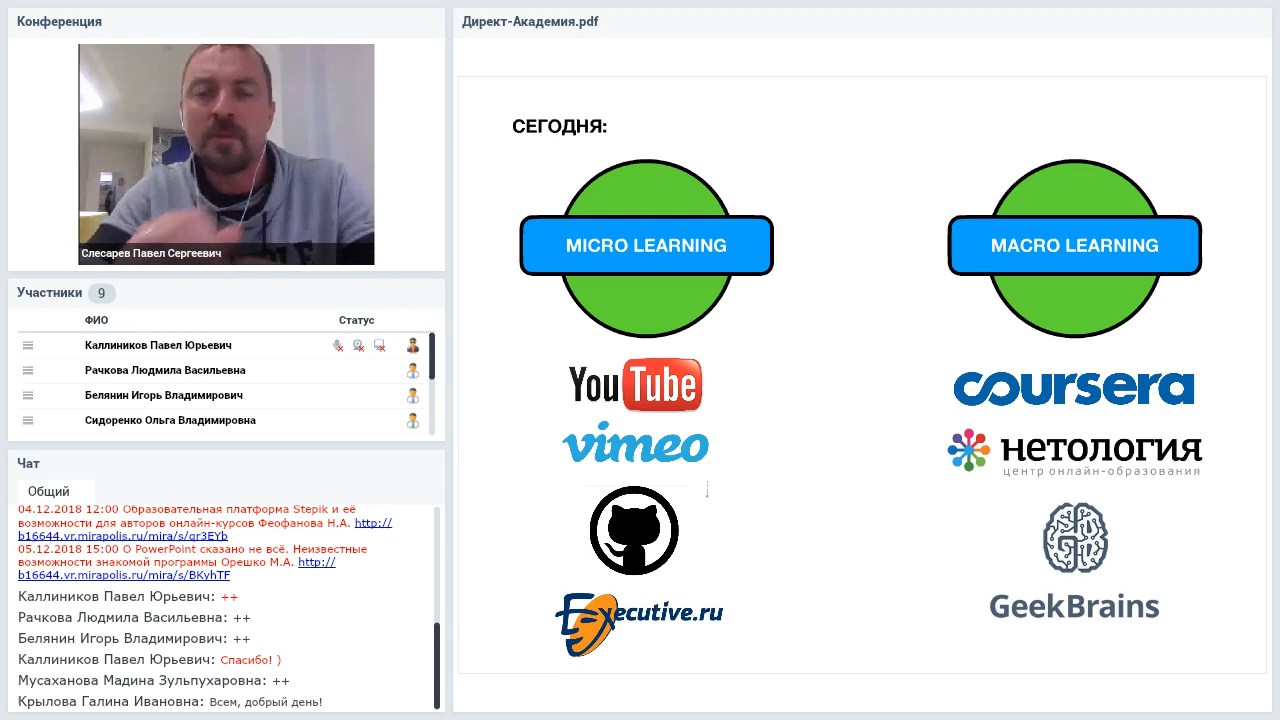 Конференция
Слесарев Павел Сергеевич
Участники 9
ФИО Статус
Каллиников Павел Юрьевич
Рачкова Людмила Васильевна
Белянин Игорь Владимирович
Сидоренко Ольга Владимировна
Чат
Общий
04.12.2018 12:00 Образовательная платформа Stepik и её
возможности для авторов онлайн-курсов Феофанова Н.А. http://
b16644.vr.mirapolis.ru/mira/s/qr3EYb
05.12.2018 15:00 О PowerPoint сказано не всё. Неизвестные
возможности знакомой программы Орешко М.А. http://
b16644.vr.mirapolis.ru/mira/s/BKyhTF
Каллиников Павел Юрьевич: ++
Рачкова Людмила Васильевна: ++
Белянин Игорь Владимирович: ++
Каллиников Павел Юрьевич: Спасибо! )
Мусаханова Мадина Зульпухаровна: ++
Крылова Галина Ивановна: Всем, добрый день!
Директ-Академия.pdf
СЕГОДНЯ:
MICRO LEARNING
YouTube
vimeo
Executive.ru
MACRO LEARNING
coursera
нетология
центр онлайн-образования
GeekBrains